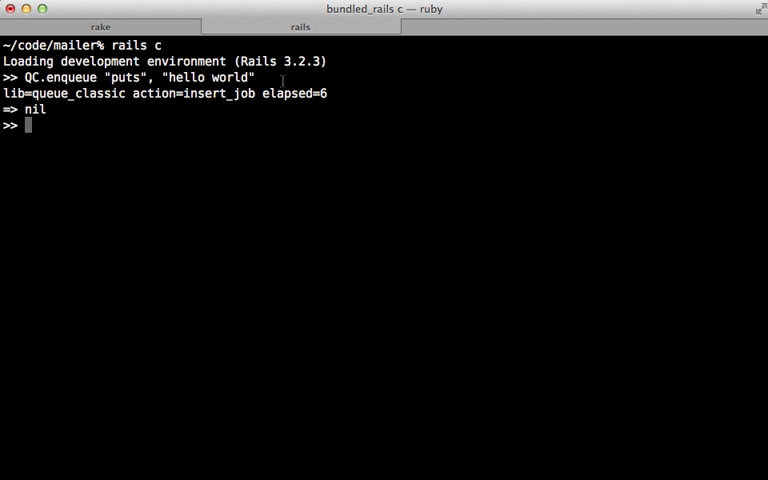 bundled_rails c — ruby
rake
rails
~/code/mailer% rails c
Loading development environment (Rails 3.2.3)
>> QC.enqueue "puts", "hello world"
lib=queue_classic action=insert_job elapsed=6
=> nil
>>